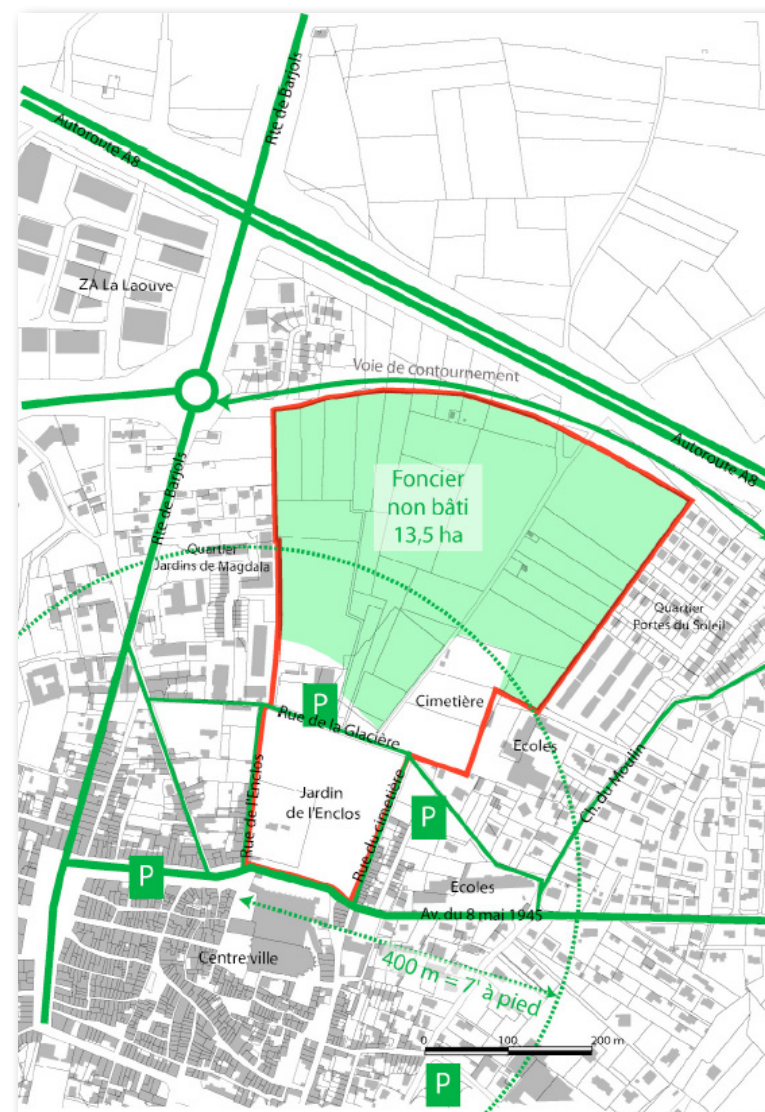 Rte de Barjols
Autoroute A8
ZA La Laouve
Voie de contournement
Autoroute A8
Rte de Barjols
Foncier
non bâti
13,5 ha
Quartier
Jardins de Magdala
Quartier
Portes du Soleil
P
Cimetière
Rue de la Glacière
Ecoles
Rue de l'Enclos
Jardin
de l'Enclos
Rue du cimetière
Ch. du Moulin
P
P
Ecoles
Av. du 8 mai 1945
Centre ville
400 m = 7' à pied
0 100 200 m
P